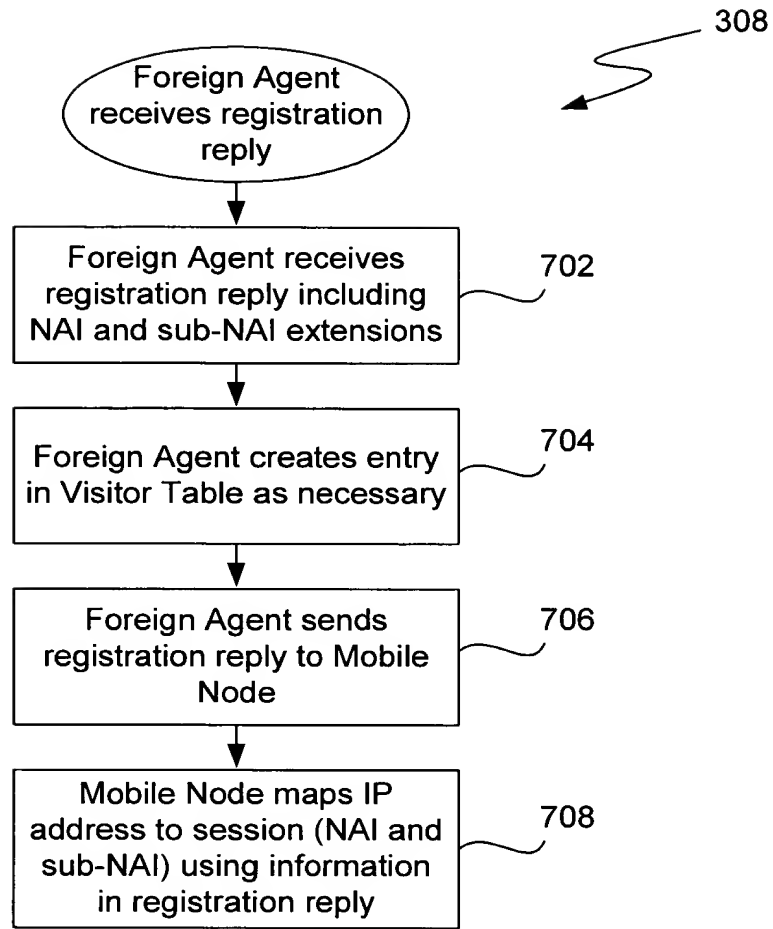 308
Foreign Agent
receives registration
reply
Foreign Agent receives
registration reply including
NAI and sub-NAI extensions
702
Foreign Agent creates entry
in Visitor Table as necessary
704
Foreign Agent sends
registration reply to Mobile
Node
706
Mobile Node maps IP
address to session (NAI and
sub-NAI) using information
in registration reply
708